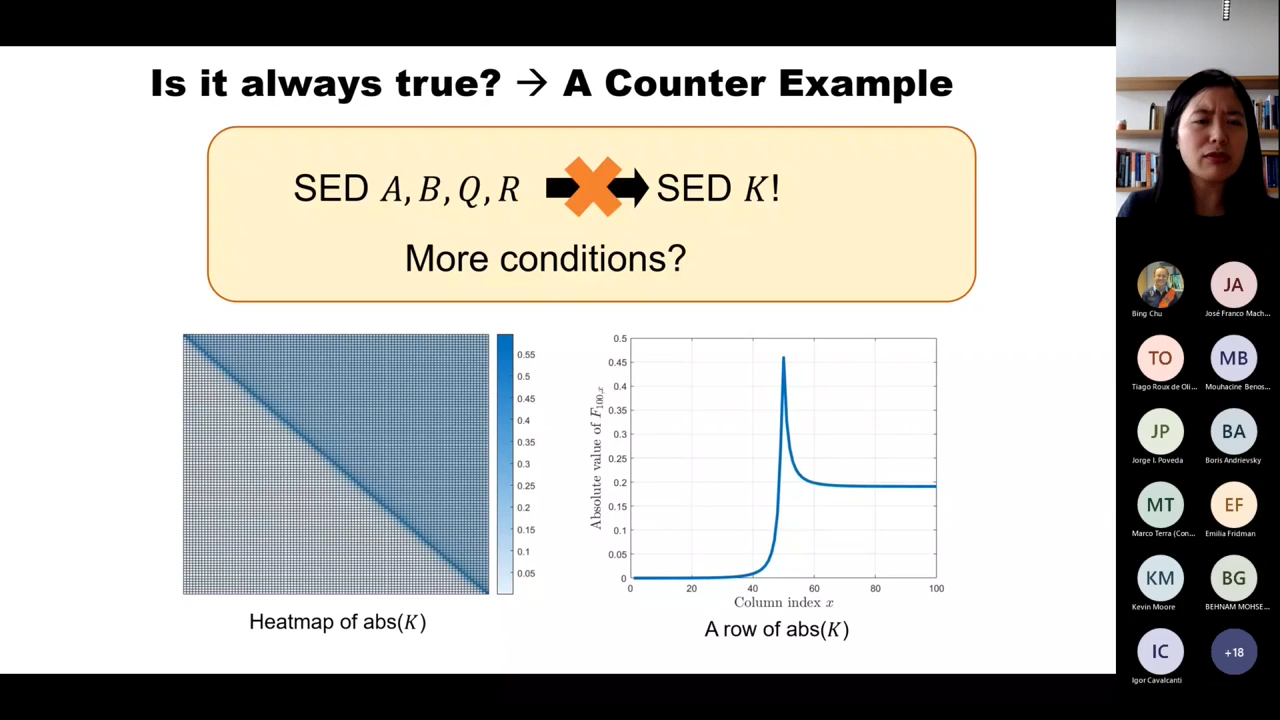 Is it always true? → A Counter Example
SED A, B, Q, R SED K!
More conditions?
0.55
0.5
0.45
0.4
0.35
0.3
0.25
0.2
0.15
0.1
0.05
Heatmap of abs(K)
Absolute value of F100,x
0.5
0.45
0.4
0.35
0.3
0.25
0.2
0.15
0.1
0.05
0
0 20 40 60 80 100
Column index x
A row of abs(K)
Bing Chu
JA
José Franco Mach...
TO
Tiago Roux de Oli...
MB
Mouhacine Benos...
JP
Jorge I. Poveda
BA
Boris Andrievsky
MT
Marco Terra (Con...
EF
Emilia Fridman
KM
Kevin Moore
BG
BEHNAM MOHSE...
IC
Igor Cavalcanti
+18